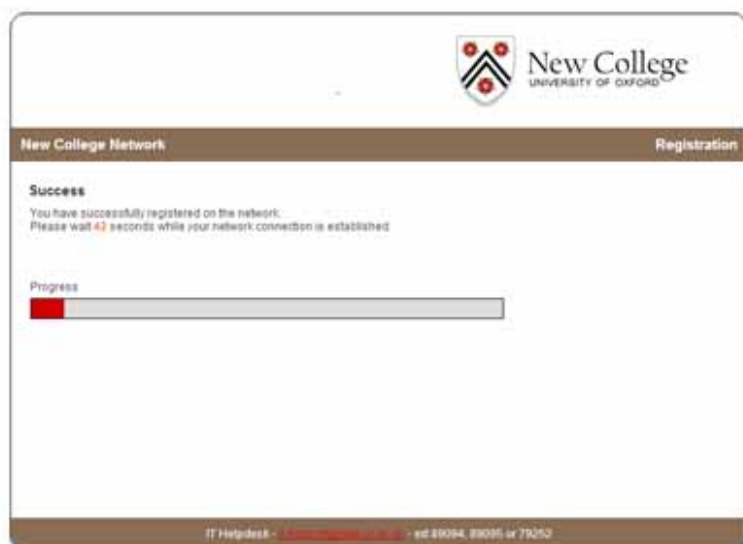 New College
UNIVERSITY OF OXFORD
New College Network Registration
Success
You have successfully registered on the network.
Please wait 42 seconds while your network connection is established
Progress
IT Helpdesk - - ext 89094, 89095 or 79252